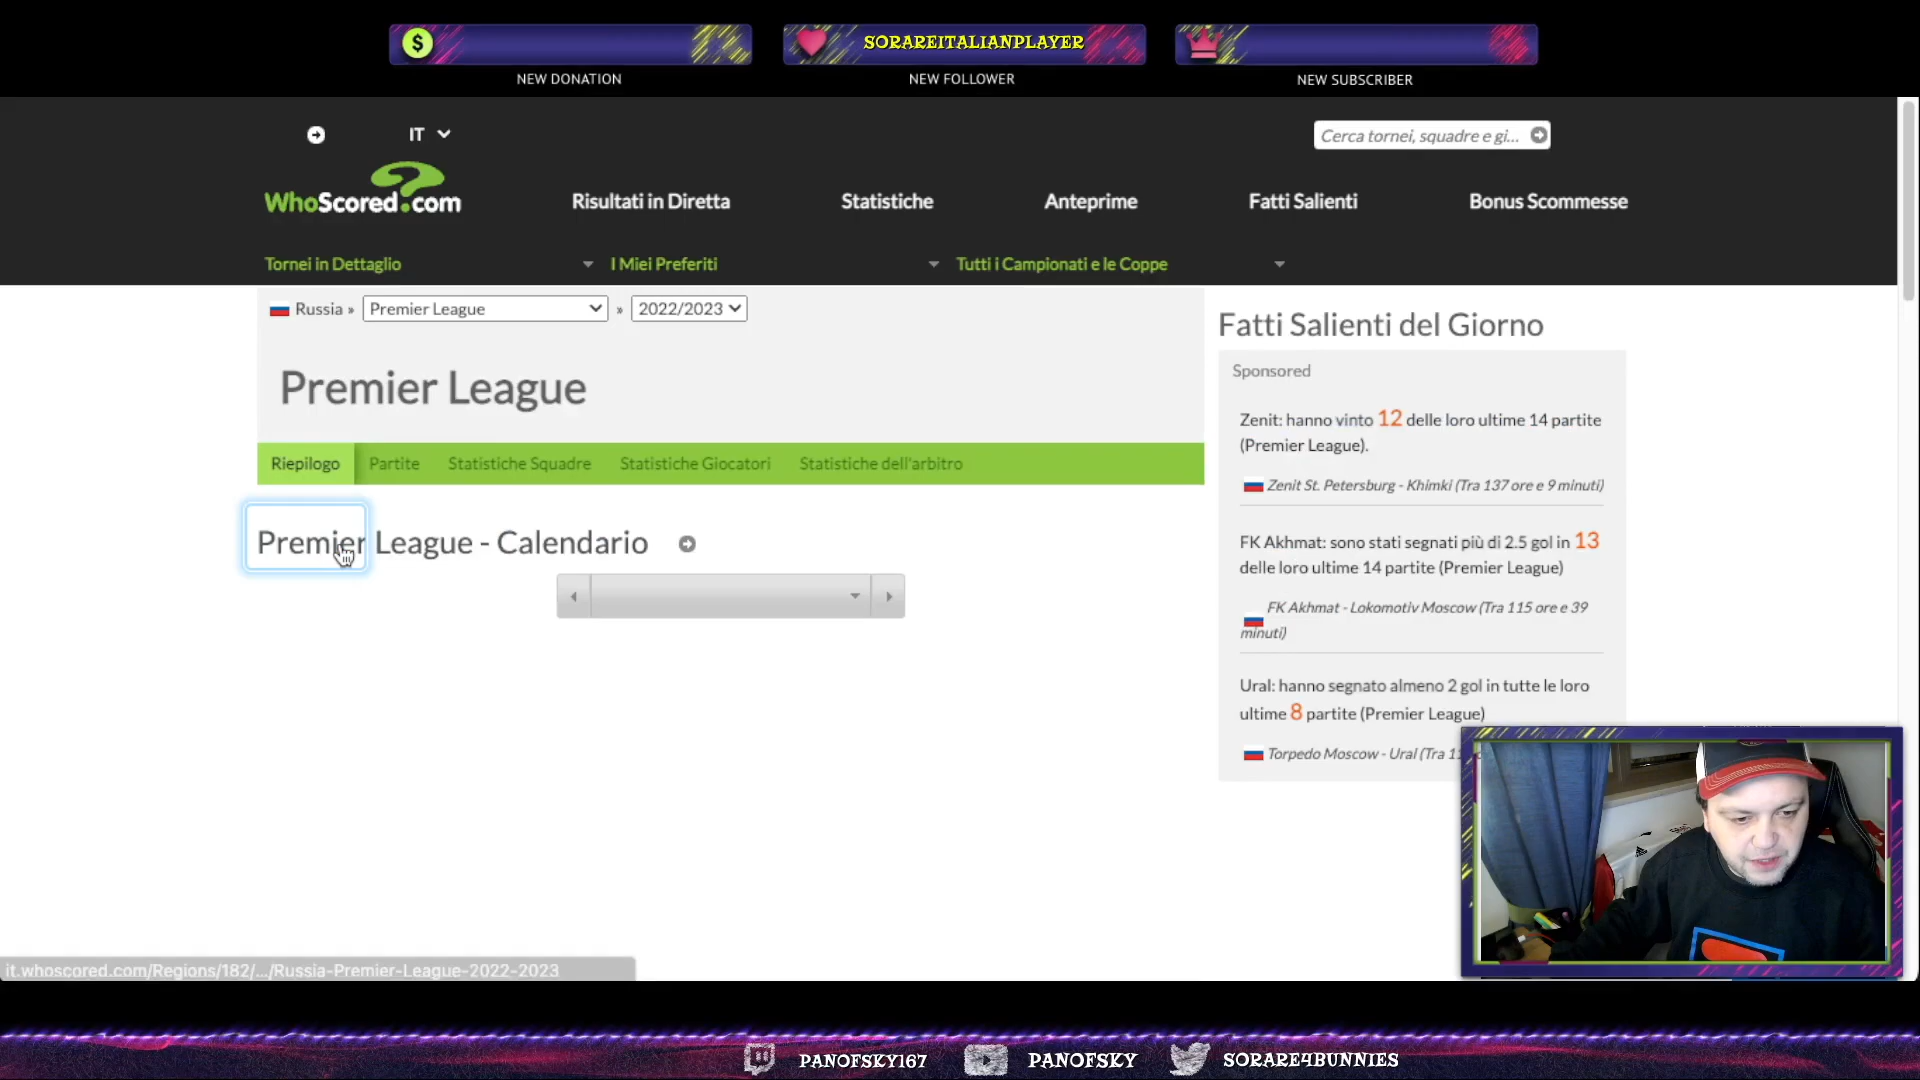 NEW DONATION
SORAREITALIANPLAYER
NEW FOLLOWER
NEW SUBSCRIBER
IT
Cerca tornei, squadre e gi...
WhoScored.com
Risultati in Diretta
Statistiche
Anteprime
Fatti Salienti
Bonus Scommesse
Tornei in Dettaglio
I Miei Preferiti
Tutti i Campionati e le Coppe
Russia » Premier League » 2022/2023
Premier League
Riepilogo
Partite
Statistiche Squadre
Statistiche Giocatori
Statistiche dell'arbitro
Premier League - Calendario
Fatti Salienti del Giorno
Sponsored
Zenit: hanno vinto 12 delle loro ultime 14 partite
(Premier League).
Zenit St. Petersburg - Khimki (Tra 137 ore e 9 minuti)
FK Akhmat: sono stati segnati più di 2.5 gol in 13
delle loro ultime 14 partite (Premier League)
FK Akhmat - Lokomotiv Moscow (Tra 115 ore e 39
minuti)
Ural: hanno segnato almeno 2 gol in tutte le loro
ultime 8 partite (Premier League)
Torpedo Moscow - Ural (Tra
it.whoscored.com/Regions/182/.../Russia-Premier-League-2022-2023
PANOFSKY167
PANOFSKY
SORARE4BUNNIES